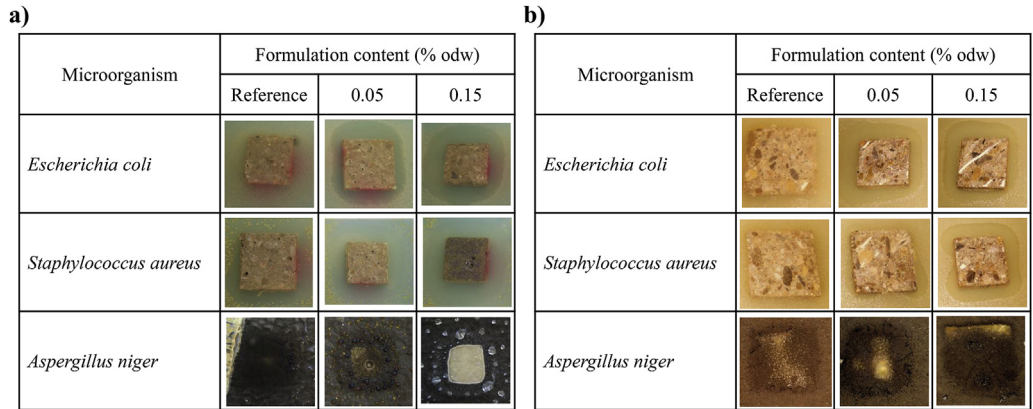 a)
Microorganism
Formulation content (% odw)
Reference 0.05 0.15
Escherichia coli
Staphylococcus aureus
Aspergillus niger
b)
Microorganism
Formulation content (% odw)
Reference 0.05 0.15
Escherichia coli
Staphylococcus aureus
Aspergillus niger